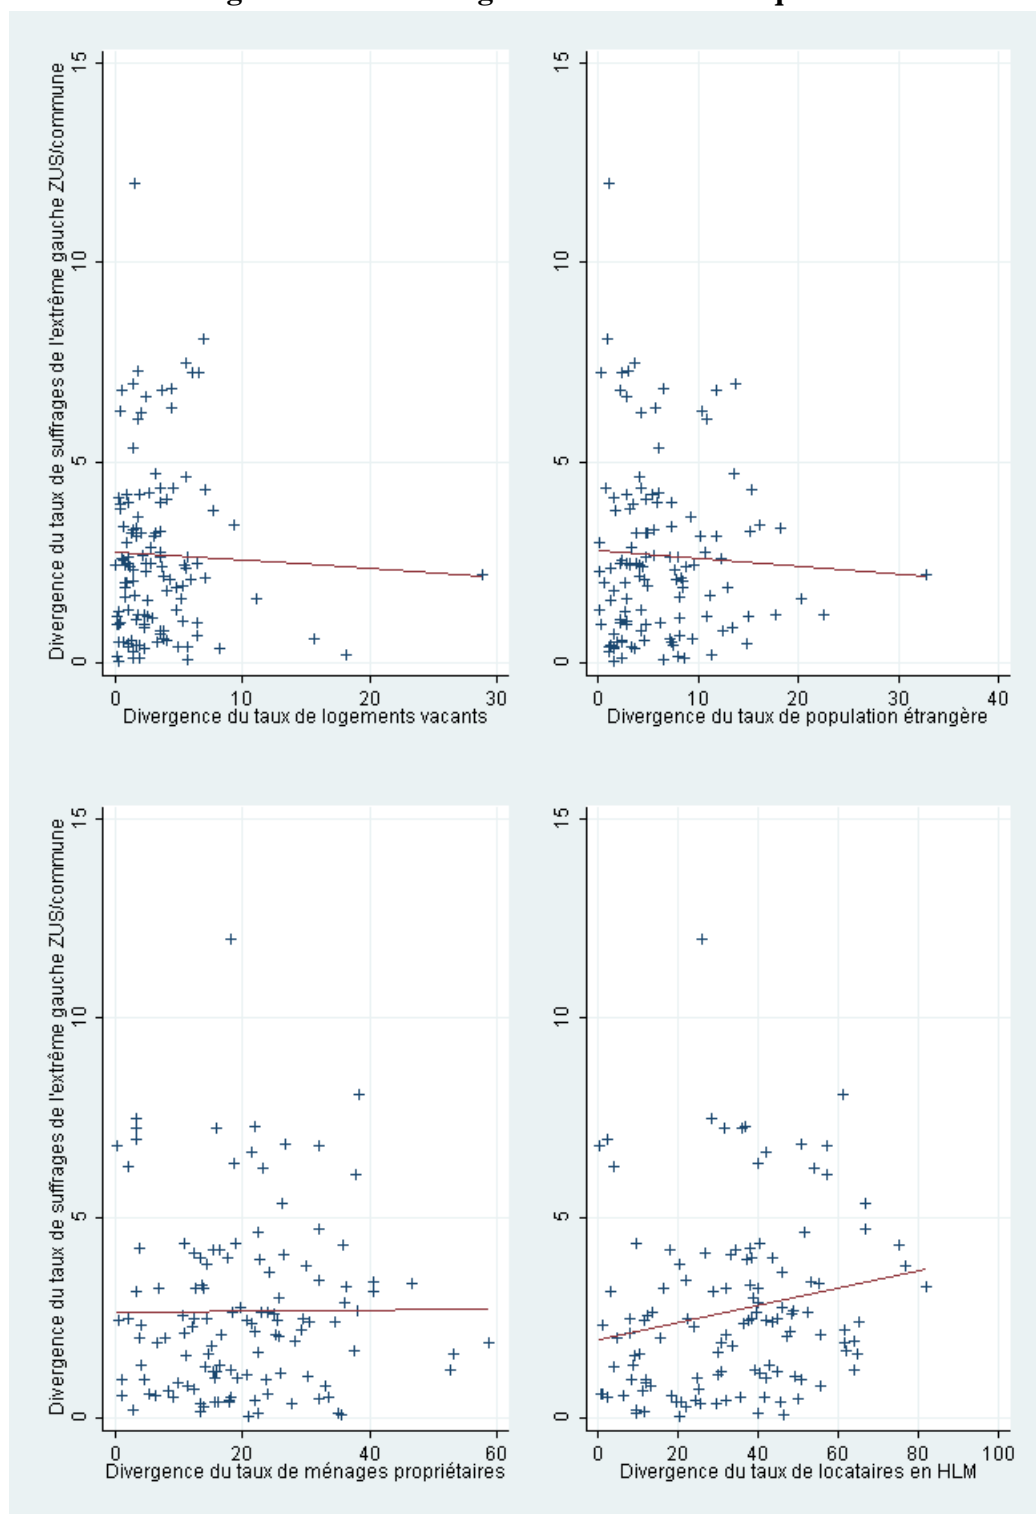 15
10
5
0
Divergence du taux de suffrages de l'extrême gauche ZUS/commune
0 10 20 30
Divergence du taux de logements vacants
15
10
5
0
0 10 20 30 40
Divergence du taux de population étrangère
15
10
5
0
Divergence du taux de suffrages de l'extrême gauche ZUS/commune
0 20 40 60
Divergence du taux de ménages propriétaires
15
10
5
0
0 20 40 60 80 100
Divergence du taux de locataires en HLM